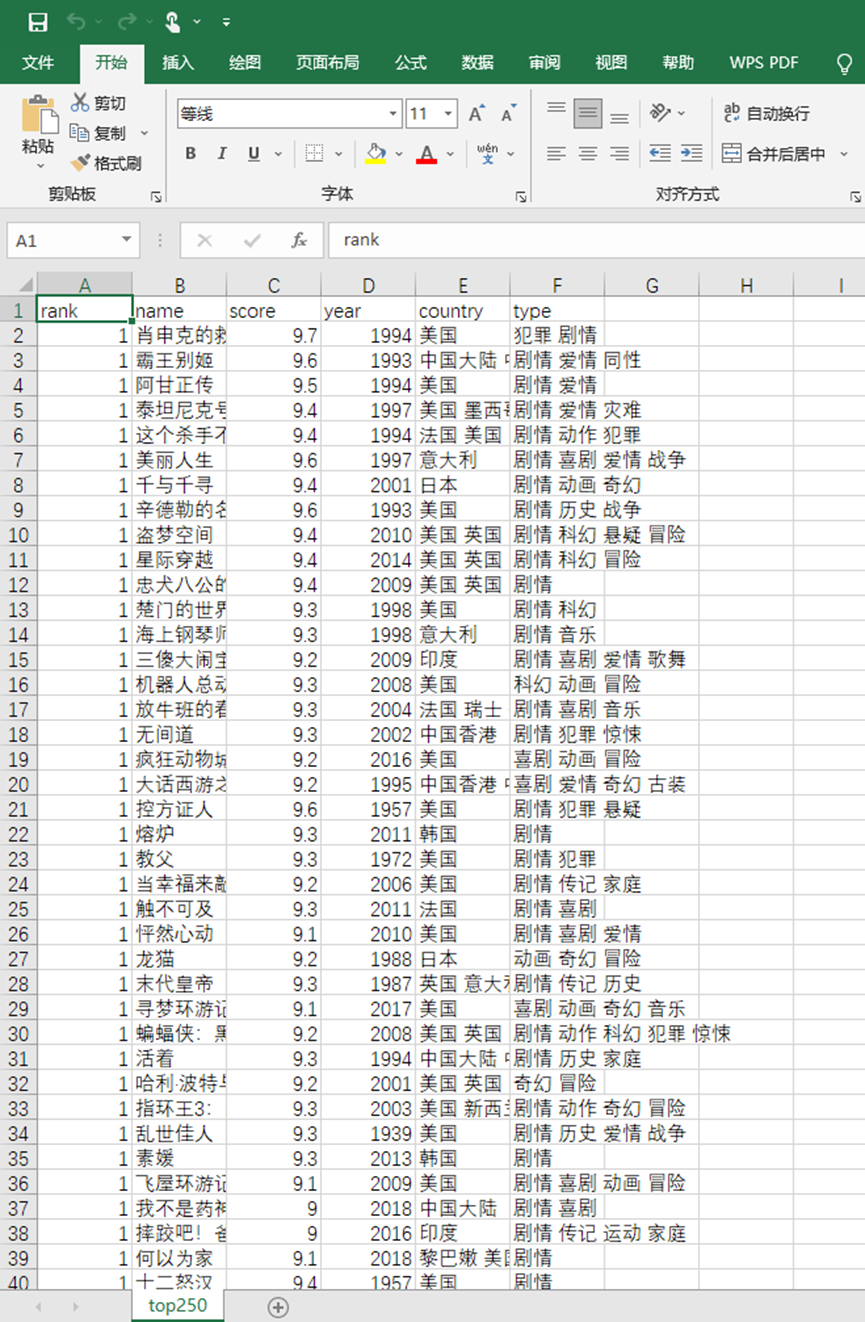 文件 开始 插入 绘图 页面布局 公式 数据 审阅 视图 帮助 WPS PDF
粘贴 剪切 复制 格式刷
等线 11 A A
B I U A wén 文
ab 自动换行
合并后居中
剪贴板 字体 对齐方式
A1 fx rank
A B C D E F G H I
1 rank name score year country type
2 1 肖申克的救 9.7 1994 美国 犯罪 剧情
3 1 霸王别姬 9.6 1993 中国大陆 剧情 爱情 同性
4 1 阿甘正传 9.5 1994 美国 剧情 爱情
5 1 泰坦尼克号 9.4 1997 美国 墨西哥 剧情 爱情 灾难
6 1 这个杀手不 9.4 1994 法国 美国 剧情 动作 犯罪
7 1 美丽人生 9.6 1997 意大利 剧情 喜剧 爱情 战争
8 1 千与千寻 9.4 2001 日本 剧情 动画 奇幻
9 1 辛德勒的名 9.6 1993 美国 剧情 历史 战争
10 1 盗梦空间 9.4 2010 美国 英国 剧情 科幻 悬疑 冒险
11 1 星际穿越 9.4 2014 美国 英国 剧情 科幻 冒险
12 1 忠犬八公的 9.4 2009 美国 英国 剧情
13 1 楚门的世界 9.3 1998 美国 剧情 科幻
14 1 海上钢琴师 9.3 1998 意大利 剧情 音乐
15 1 三傻大闹宝 9.2 2009 印度 剧情 喜剧 爱情 歌舞
16 1 机器人总动 9.3 2008 美国 科幻 动画 冒险
17 1 放牛班的春 9.3 2004 法国 瑞士 剧情 喜剧 音乐
18 1 无间道 9.3 2002 中国香港 剧情 犯罪 惊悚
19 1 疯狂动物城 9.2 2016 美国 喜剧 动画 冒险
20 1 大话西游之 9.2 1995 中国香港 喜剧 爱情 奇幻 古装
21 1 控方证人 9.6 1957 美国 剧情 犯罪 悬疑
22 1 熔炉 9.3 2011 韩国 剧情
23 1 教父 9.3 1972 美国 剧情 犯罪
24 1 当幸福来敲 9.2 2006 美国 剧情 传记 家庭
25 1 触不可及 9.3 2011 法国 剧情 喜剧
26 1 怦然心动 9.1 2010 美国 剧情 喜剧 爱情
27 1 龙猫 9.2 1988 日本 动画 奇幻 冒险
28 1 末代皇帝 9.3 1987 英国 意大利 剧情 传记 历史
29 1 寻梦环游记 9.1 2017 美国 喜剧 动画 奇幻 音乐
30 1 蝙蝠侠：黑 9.2 2008 美国 英国 剧情 动作 科幻 犯罪 惊悚
31 1 活着 9.3 1994 中国大陆 剧情 历史 家庭
32 1 哈利·波特与 9.2 2001 美国 英国 奇幻 冒险
33 1 指环王3： 9.3 2003 美国 新西兰 剧情 动作 奇幻 冒险
34 1 乱世佳人 9.3 1939 美国 剧情 历史 爱情 战争
35 1 素媛 9.3 2013 韩国 剧情
36 1 飞屋环游记 9.1 2009 美国 剧情 喜剧 动画 冒险
37 1 我不是药神 9 2018 中国大陆 剧情 喜剧
38 1 摔跤吧！爸 9 2016 印度 剧情 传记 运动 家庭
39 1 何以为家 9.1 2018 黎巴嫩 美国 剧情
40 1 十二怒汉 9.4 1957 美国 剧情
top250